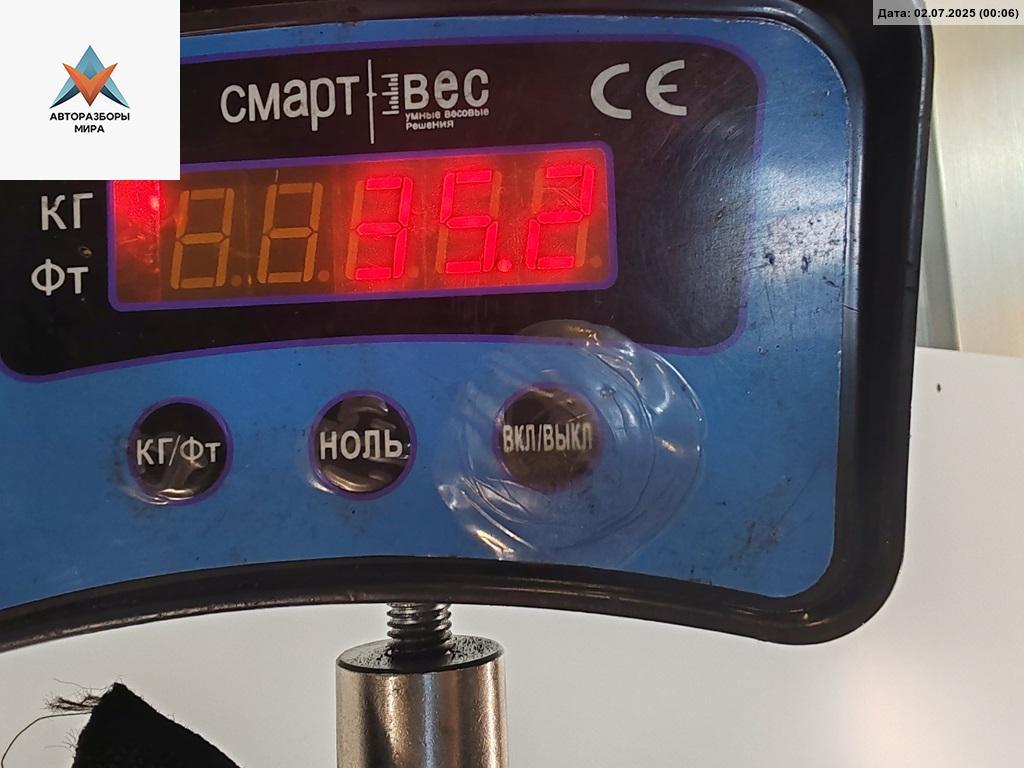 Дата: 02.07.2025 (00:06)
АВТОРАЗБОРЫ
МИРА
смарт вес
умные весовые
решения
CE
КГ
ФТ
35.2
КГ/ФТ
НОЛЬ
ВКЛ/ВЫКЛ